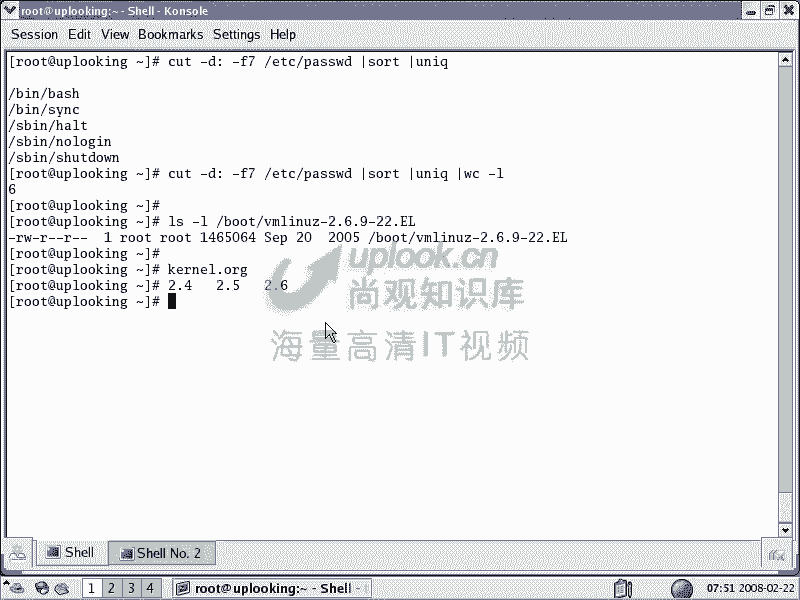 root@uplooking:~ - Shell - Konsole
Session Edit View Bookmarks Settings Help
[root@uplooking ~]# cut -d: -f7 /etc/passwd |sort |uniq
/bin/bash
/bin/sync
/sbin/halt
/sbin/nologin
/sbin/shutdown
[root@uplooking ~]# cut -d: -f7 /etc/passwd |sort |uniq |wc -l
6
[root@uplooking ~]#
[root@uplooking ~]# ls -l /boot/vmlinuz-2.6.9-22.EL
-rw-r--r--  1 root root 1465064 Sep 20  2005 /boot/vmlinuz-2.6.9-22.EL
[root@uplooking ~]#
[root@uplooking ~]# kernel.org
[root@uplooking ~]# 2.4   2.5   2.6
[root@uplooking ~]#
uplook.cn
尚观知识库
海量高清IT视频
Shell
Shell No. 2
1 2 3 4
root@uplooking:~ - Shell -
07:51 2008-02-22